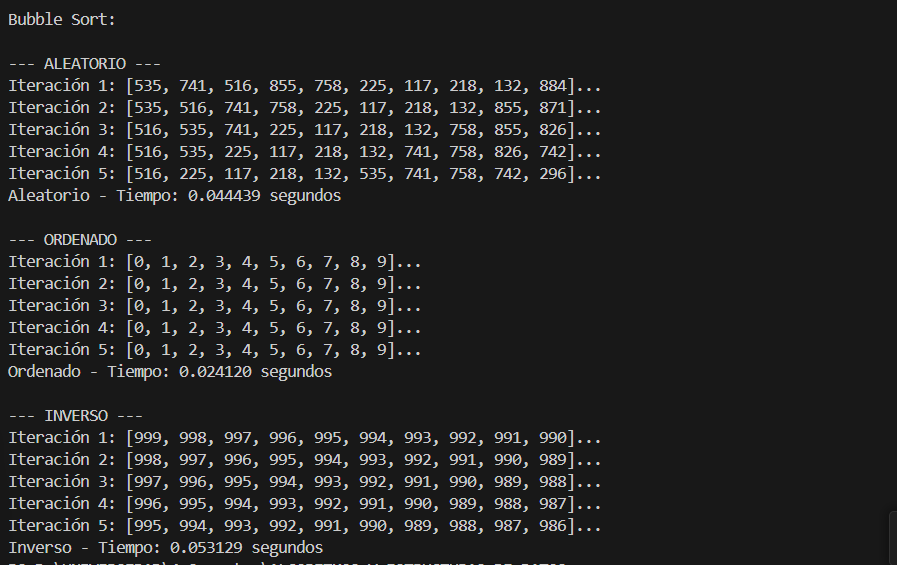 Bubble Sort:
--- ALEATORIO ---
Iteración 1: [535, 741, 516, 855, 758, 225, 117, 218, 132, 884]...
Iteración 2: [535, 516, 741, 758, 225, 117, 218, 132, 855, 871]...
Iteración 3: [516, 535, 741, 225, 117, 218, 132, 758, 855, 826]...
Iteración 4: [516, 535, 225, 117, 218, 132, 741, 758, 826, 742]...
Iteración 5: [516, 225, 117, 218, 132, 535, 741, 758, 742, 296]...
Aleatorio - Tiempo: 0.044439 segundos
--- ORDENADO ---
Iteración 1: [0, 1, 2, 3, 4, 5, 6, 7, 8, 9]...
Iteración 2: [0, 1, 2, 3, 4, 5, 6, 7, 8, 9]...
Iteración 3: [0, 1, 2, 3, 4, 5, 6, 7, 8, 9]...
Iteración 4: [0, 1, 2, 3, 4, 5, 6, 7, 8, 9]...
Iteración 5: [0, 1, 2, 3, 4, 5, 6, 7, 8, 9]...
Ordenado - Tiempo: 0.024120 segundos
--- INVERSO ---
Iteración 1: [999, 998, 997, 996, 995, 994, 993, 992, 991, 990]...
Iteración 2: [998, 997, 996, 995, 994, 993, 992, 991, 990, 989]...
Iteración 3: [997, 996, 995, 994, 993, 992, 991, 990, 989, 988]...
Iteración 4: [996, 995, 994, 993, 992, 991, 990, 989, 988, 987]...
Iteración 5: [995, 994, 993, 992, 991, 990, 989, 988, 987, 986]...
Inverso - Tiempo: 0.053129 segundos